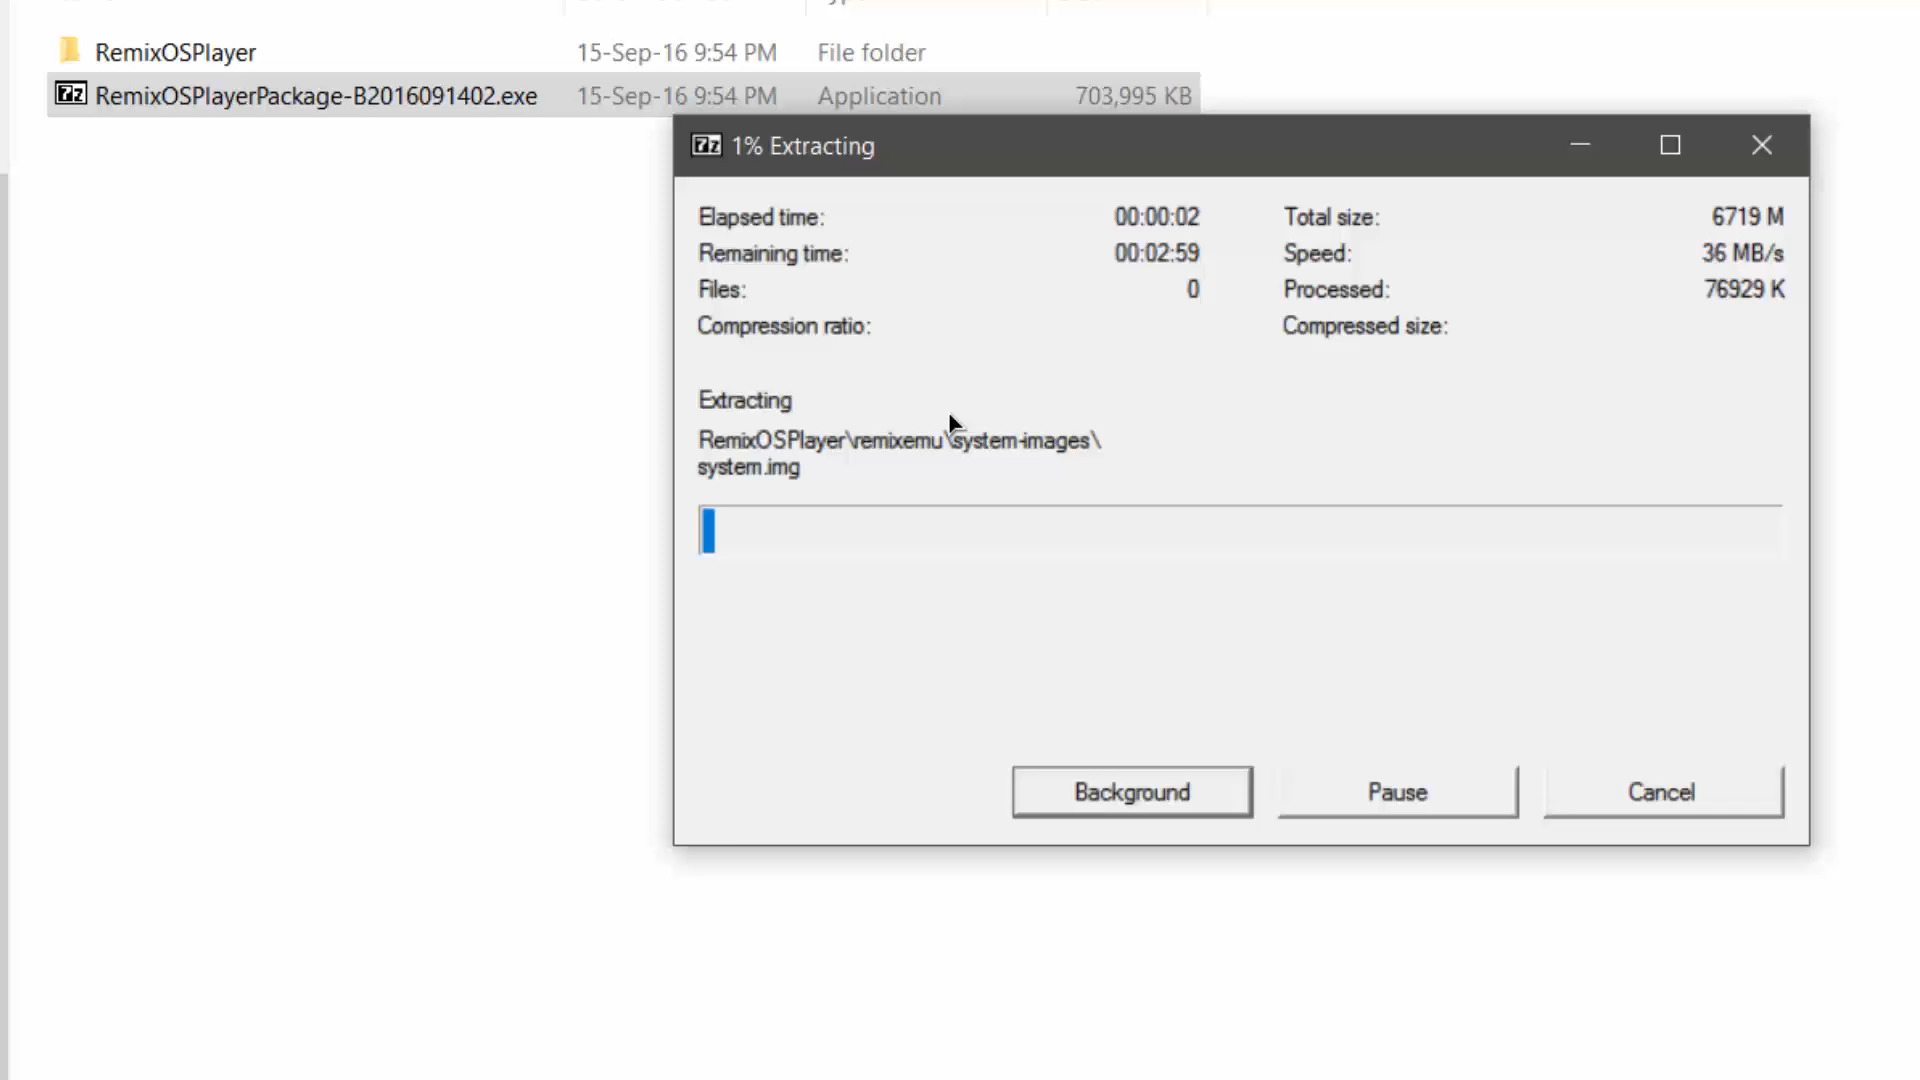 RemixOSPlayer 15-Sep-16 9:54 PM File folder
7z RemixOSPlayerPackage-B2016091402.exe 15-Sep-16 9:54 PM Application 703,995 KB
7z 1% Extracting
Elapsed time: 00:00:02 Total size: 6719 M
Remaining time: 00:02:59 Speed: 36 MB/s
Files: 0 Processed: 76929 K
Compression ratio: Compressed size:
Extracting
RemixOSPlayer\remixemu\system-images\
system.img
Background Pause Cancel